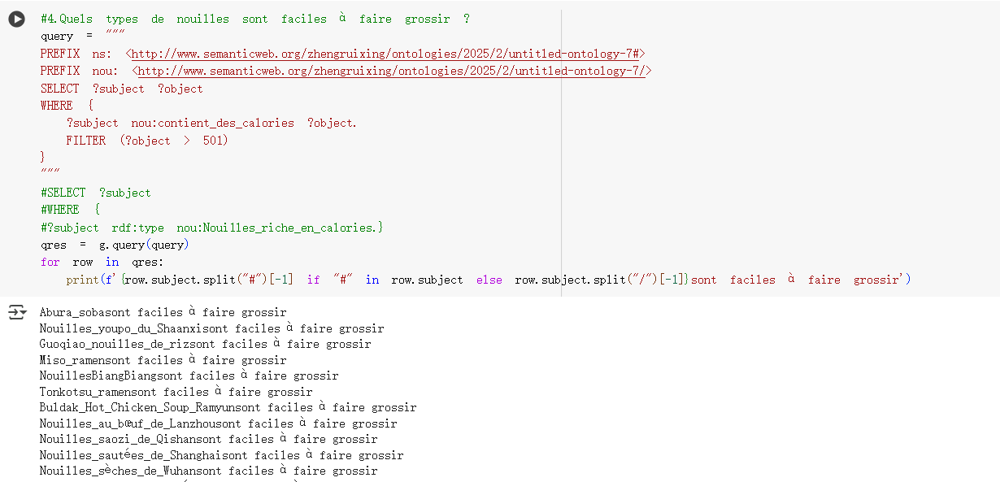 #4.Quels types de nouilles sont faciles à faire grossir ?
query = """
PREFIX ns: <http://www.semanticweb.org/zhengruixing/ontologies/2025/2/untitled-ontology-7#>
PREFIX nou: <http://www.semanticweb.org/zhengruixing/ontologies/2025/2/untitled-ontology-7/>
SELECT ?subject ?object
WHERE {
    ?subject nou:contient_des_calories ?object.
    FILTER (?object > 501)
}
"""
#SELECT ?subject
#WHERE {
#?subject rdf:type nou:Nouilles_riche_en_calories.}
qres = g.query(query)
for row in qres:
    print(f'{row.subject.split("#")[-1] if "#" in row.subject else row.subject.split("/")[-1]}sont faciles à faire grossir')
Abura_sobasont faciles à faire grossir
Nouilles_youpo_du_Shaanxisont faciles à faire grossir
Guoqiao_nouilles_de_rizsont faciles à faire grossir
Miso_ramensont faciles à faire grossir
NouillesBiangBiangsont faciles à faire grossir
Tonkotsu_ramensont faciles à faire grossir
Buldak_Hot_Chicken_Soup_Ramyunsont faciles à faire grossir
Nouilles_au_bœuf_de_Lanzhousont faciles à faire grossir
Nouilles_saozi_de_Qishansont faciles à faire grossir
Nouilles_sautées_de_Shanghaisont faciles à faire grossir
Nouilles_sèches_de_Wuhansont faciles à faire grossir